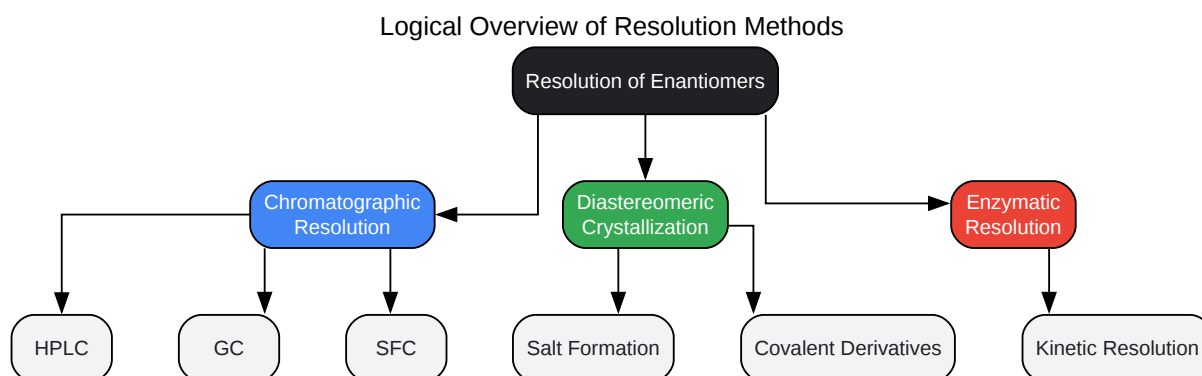 Logical Overview of Resolution Methods
Resolution of Enantiomers
Chromatographic
Resolution
Diastereomeric
Crystallization
Enzymatic
Resolution
HPLC
GC
SFC
Salt Formation
Covalent Derivatives
Kinetic Resolution